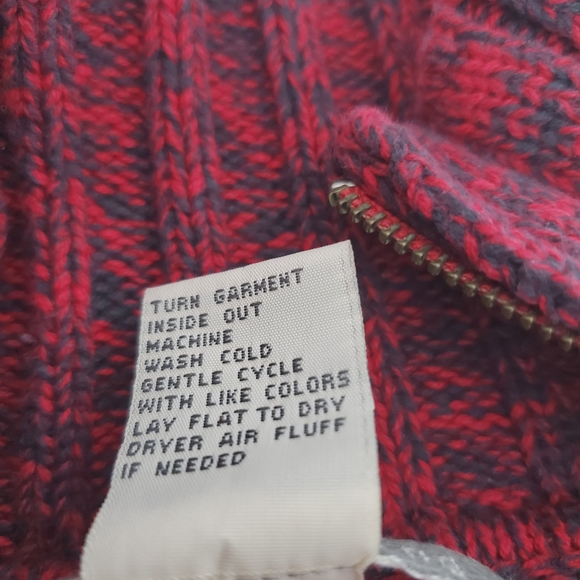 TURN GARMENT
INSIDE OUT
MACHINE
WASH COLD
GENTLE CYCLE
WITH LIKE COLORS
LAY FLAT TO DRY
DRYER AIR FLUFF
IF NEEDED